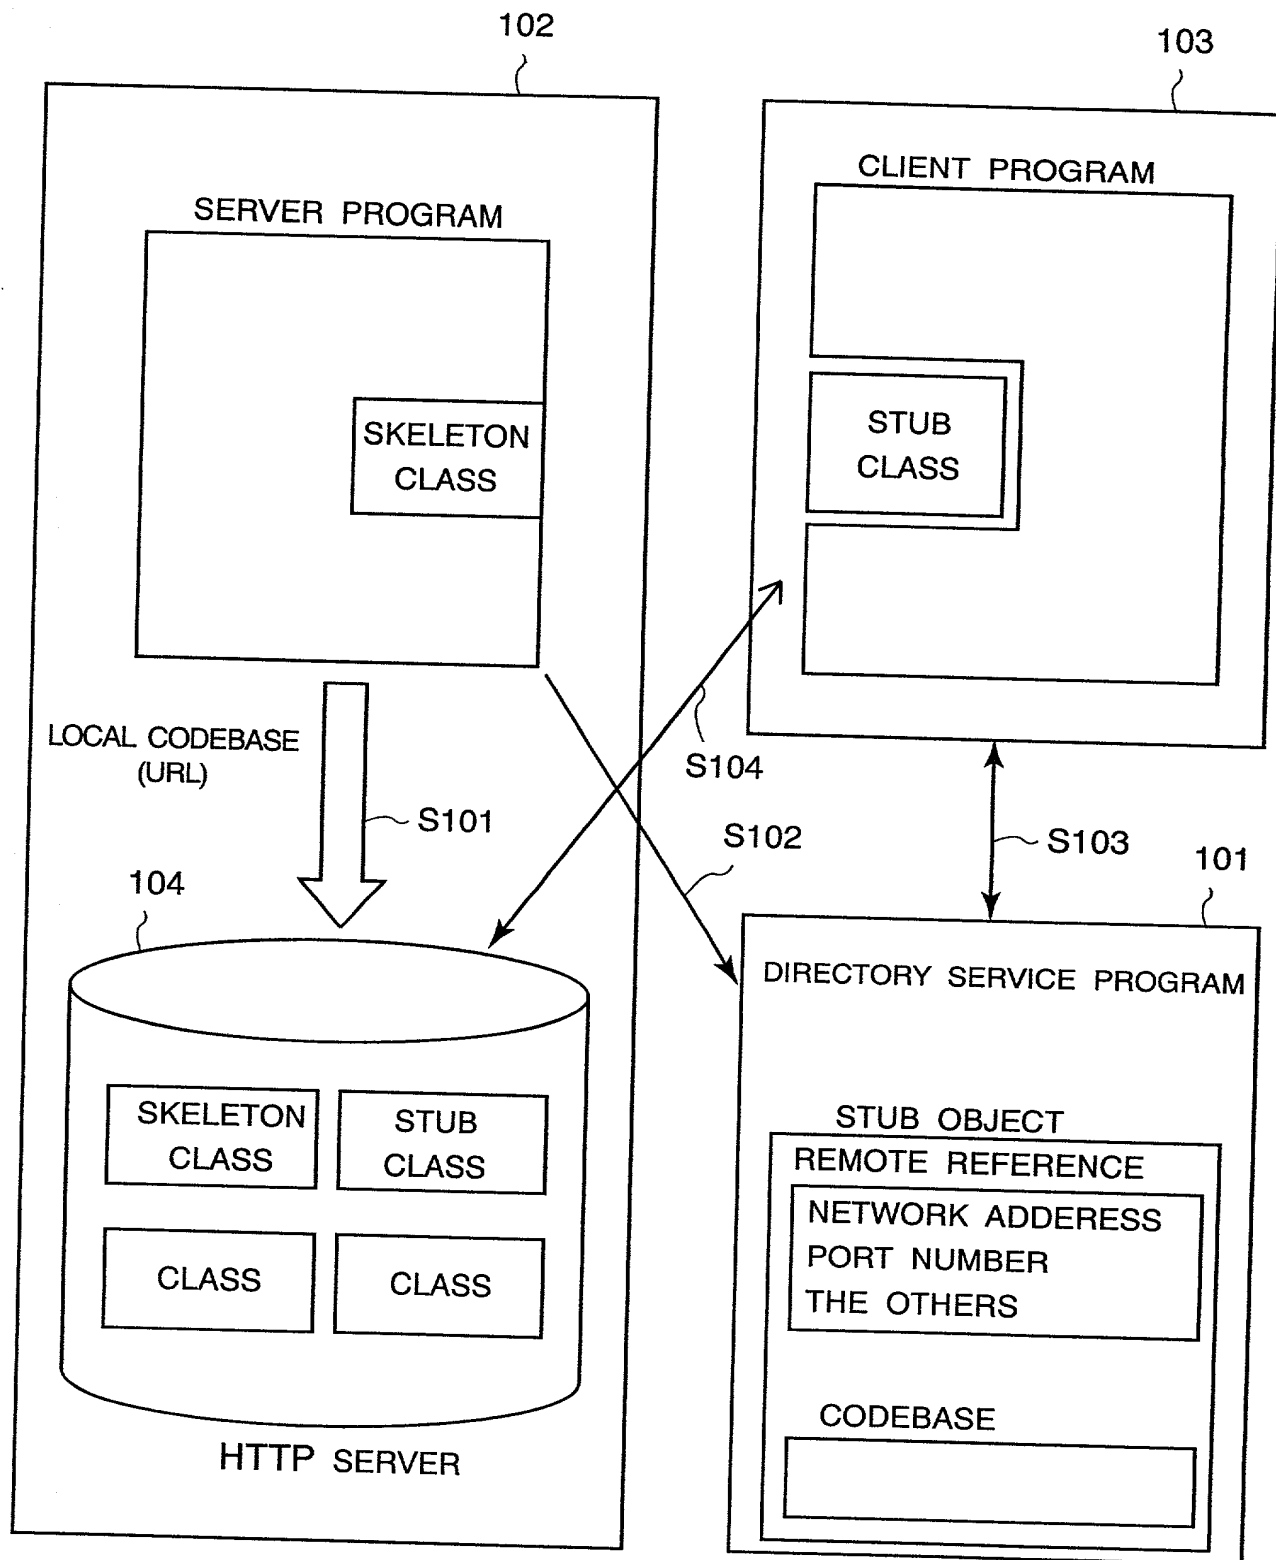 102
SERVER PROGRAM
SKELETON
CLASS
LOCAL CODEBASE
(URL)
S101
104
SKELETON
CLASS
STUB
CLASS
CLASS
CLASS
HTTP SERVER
103
CLIENT PROGRAM
STUB
CLASS
S104
S102
S103
101
DIRECTORY SERVICE PROGRAM
STUB OBJECT
REMOTE REFERENCE
NETWORK ADDERESS
PORT NUMBER
THE OTHERS
CODEBASE